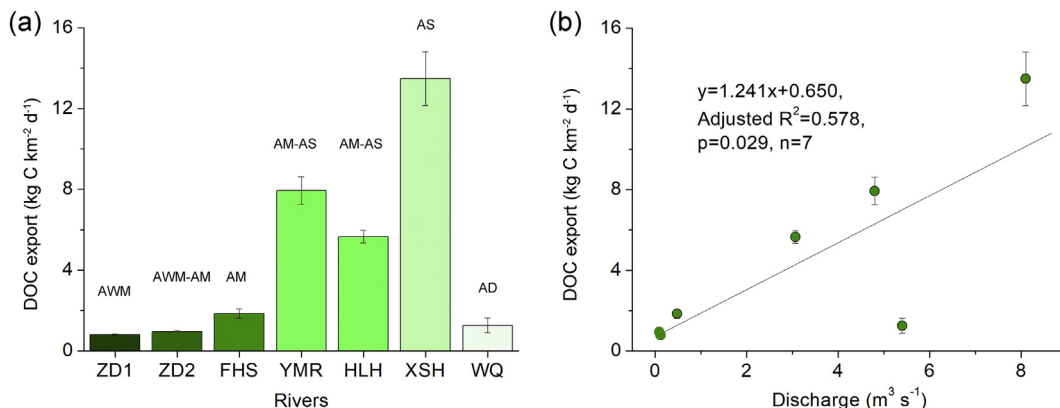 (a)
16
12
8
4
0
DOC export (kg C km⁻² d⁻¹)
AWM
AWM-AM
AM
AM-AS
AM-AS
AS
AD
ZD1 ZD2 FHS YMR HLH XSH WQ
Rivers
(b)
16
12
8
4
0
DOC export (kg C km⁻² d⁻¹)
y=1.241x+0.650,
Adjusted R²=0.578,
p=0.029, n=7
0 2 4 6 8
Discharge (m³ s⁻¹)